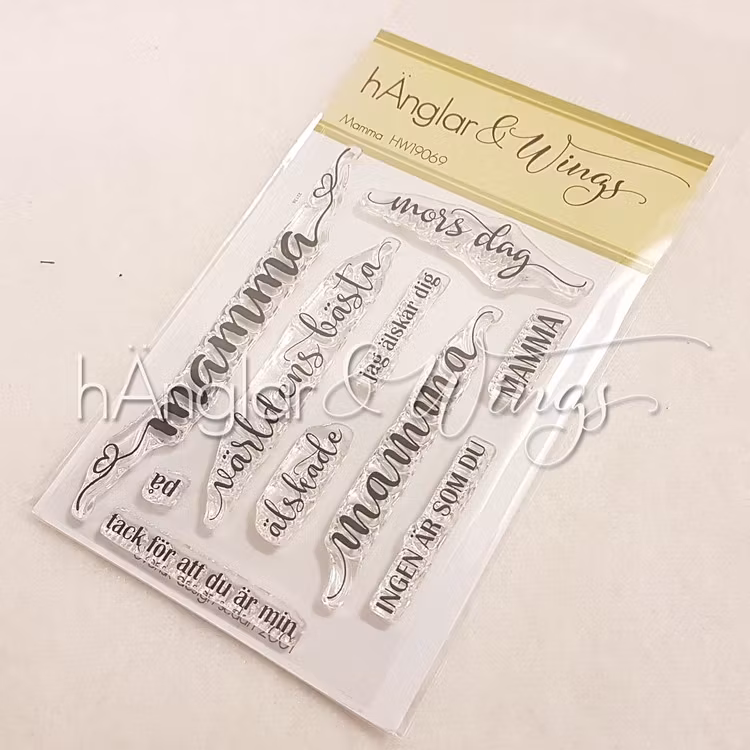 hÄnglar & Wings
Mamma HW19069
mors dag
mamma
världens bästa
Jag älskar dig
MAMMA
mamma
älskade
på
INGEN ÄR SOM DU
tack för att du är min
hÄnglar & Wings